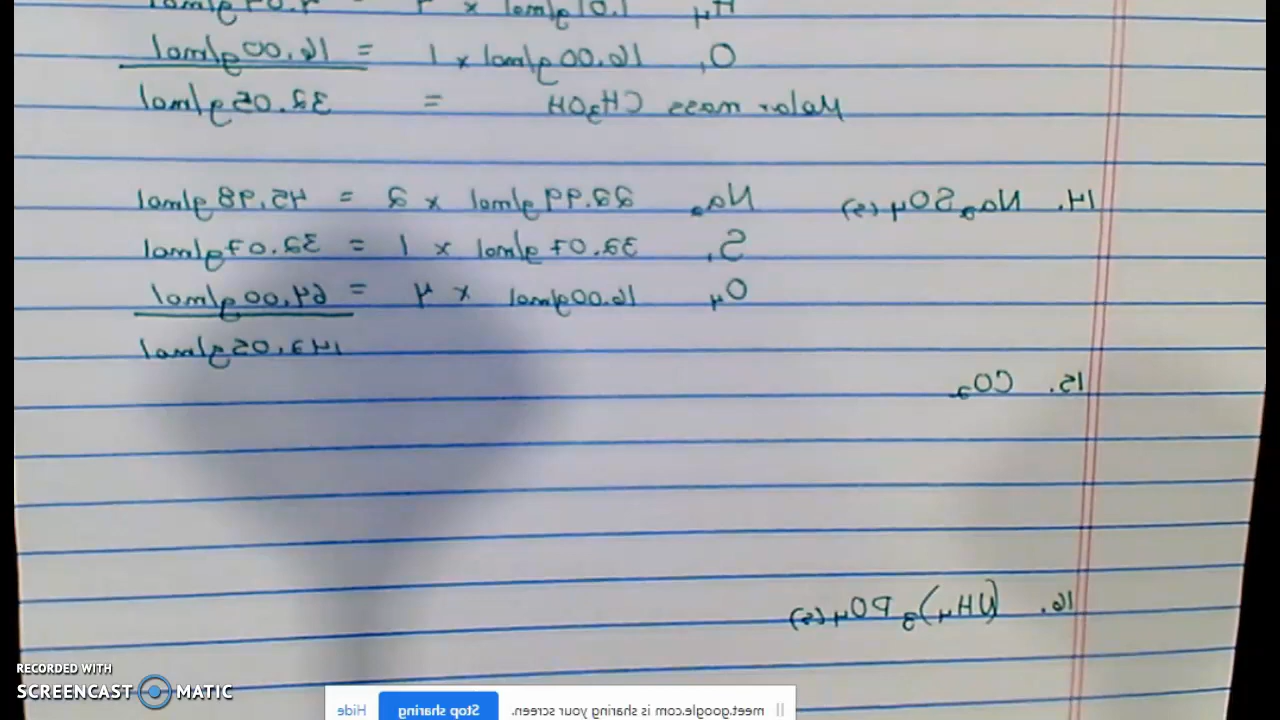 H₄ 1.01g/mol x 4 = 4.04g/mol
O₁ 16.00g/mol x 1 = 16.00g/mol
Molar mass CH₃OH = 32.05g/mol
14. Na₂SO₄(s) Na₂ 22.99g/mol x 2 = 45.98g/mol
S₁ 32.07g/mol x 1 = 32.07g/mol
O₄ 16.00g/mol x 4 = 64.00g/mol
142.05g/mol
15. CO₂
16. (NH₄)₃PO₄(s)
RECORDED WITH
SCREENCAST-O-MATIC
meet.google.com is sharing your screen. Stop sharing Hide